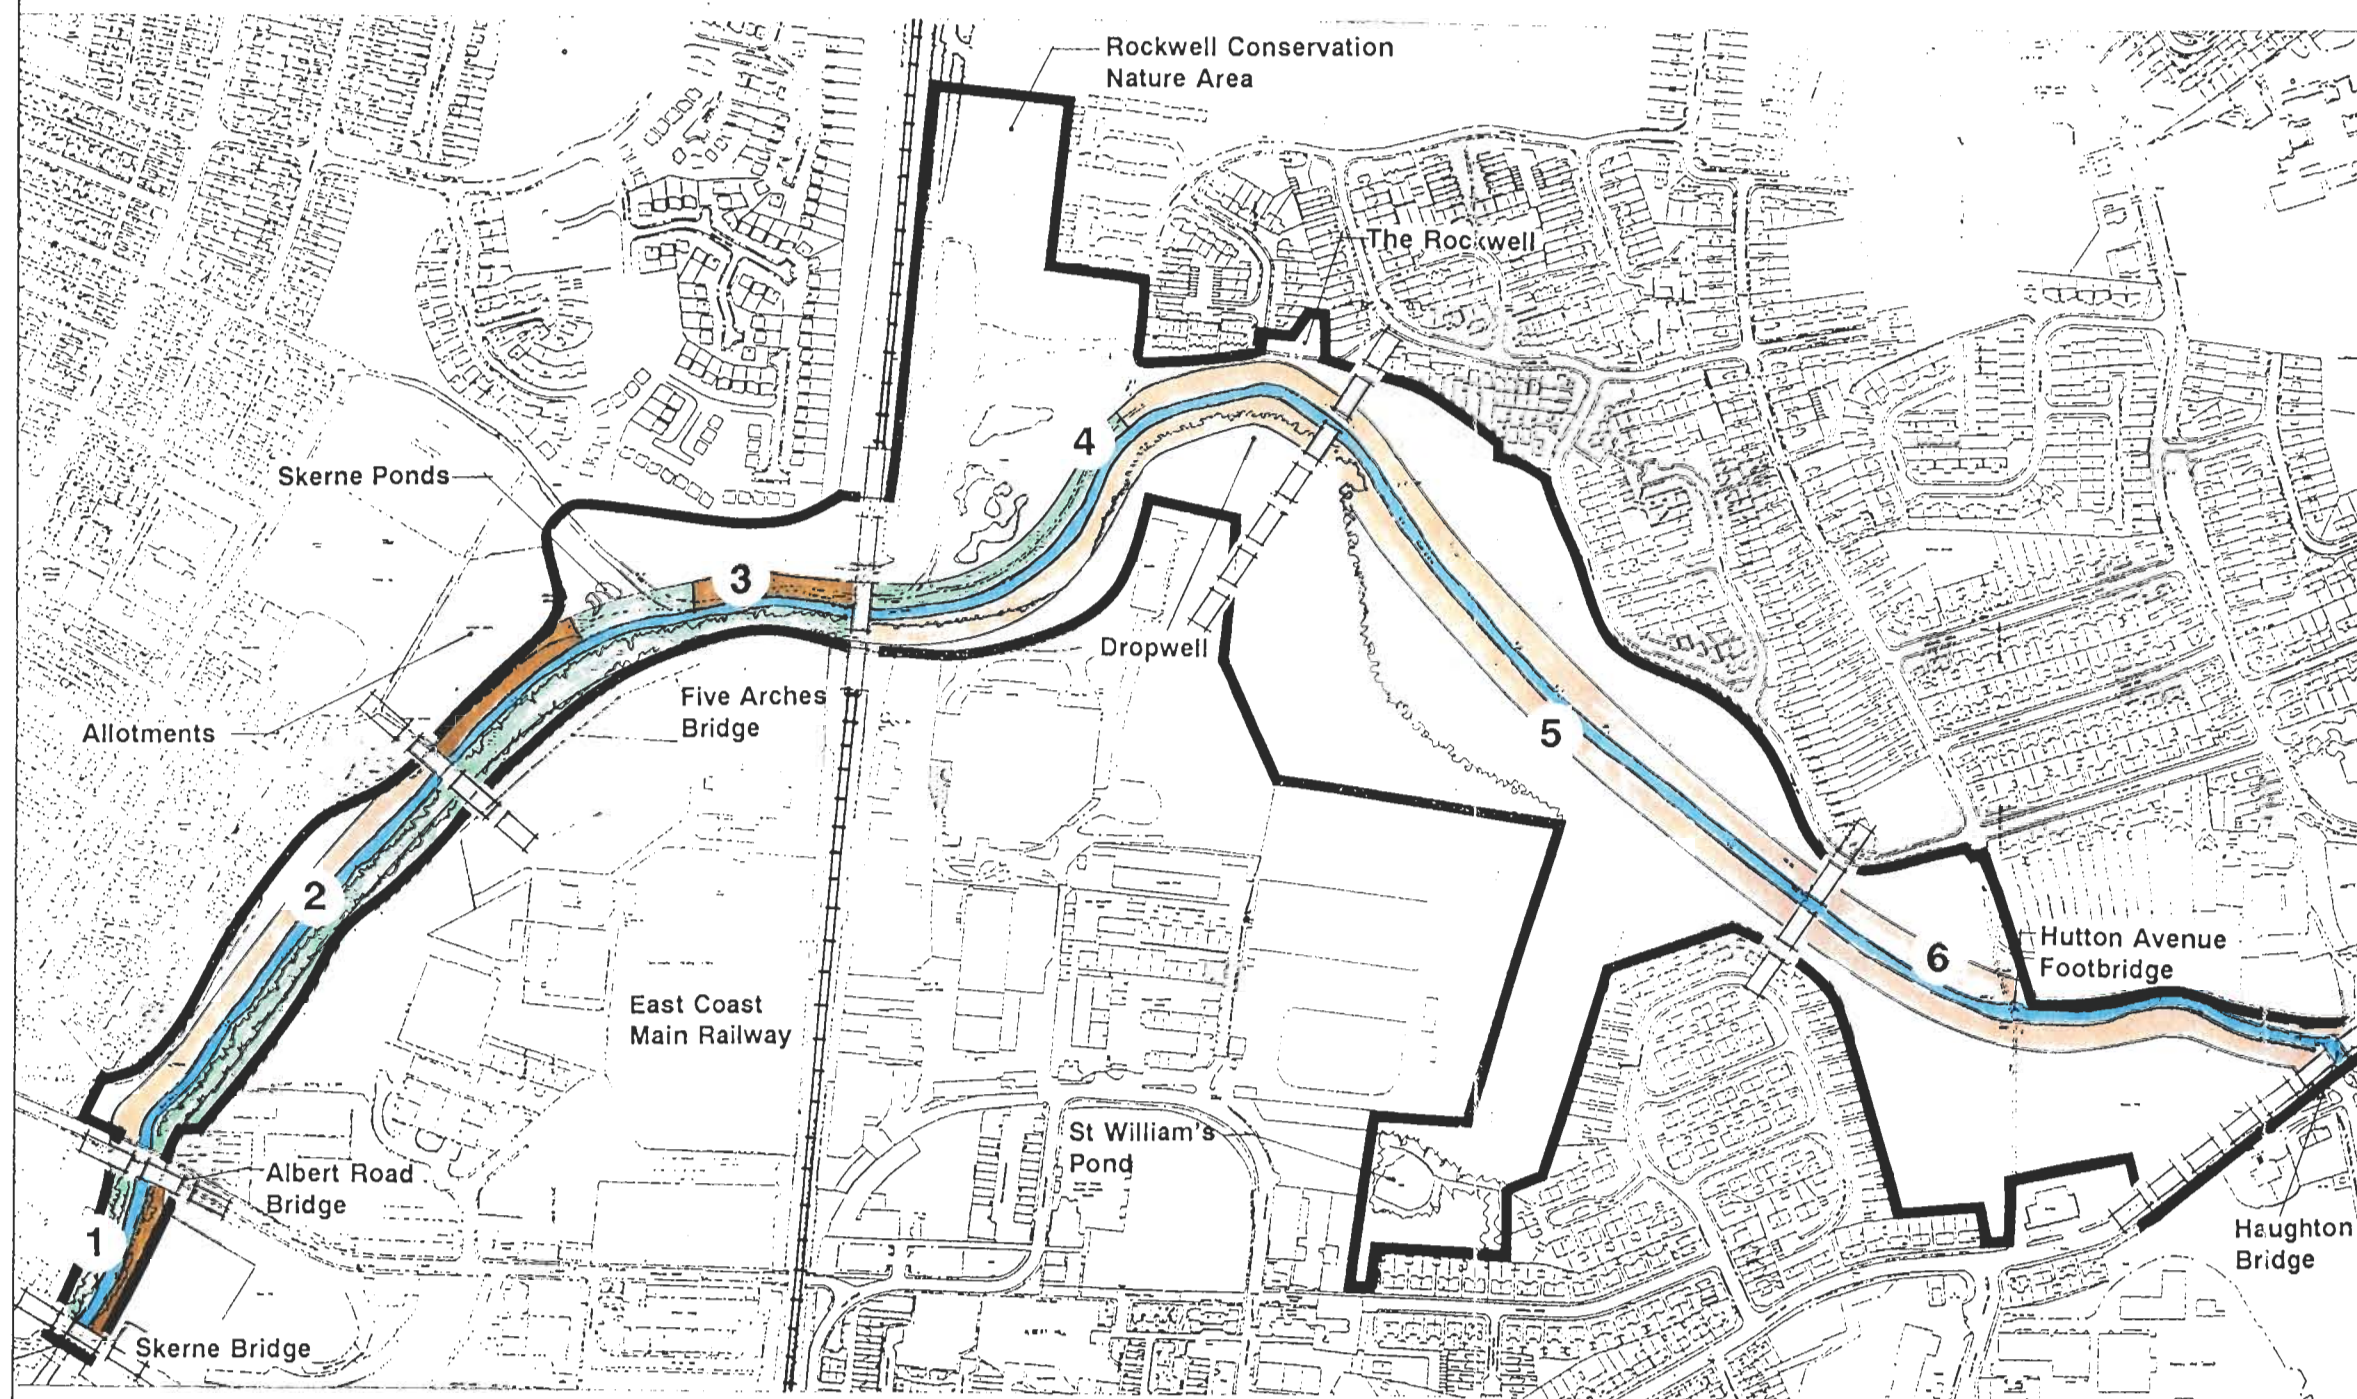 Rockwell Conservation
Nature Area
The Rockwell
4
Skerne Ponds
3
Dropwell
Five Arches
Bridge
Allotments
5
2
Hutton Avenue
Footbridge
6
East Coast
Main Railway
St William's
Pond
Albert Road
Bridge
1
Haughton
Bridge
Skerne Bridge